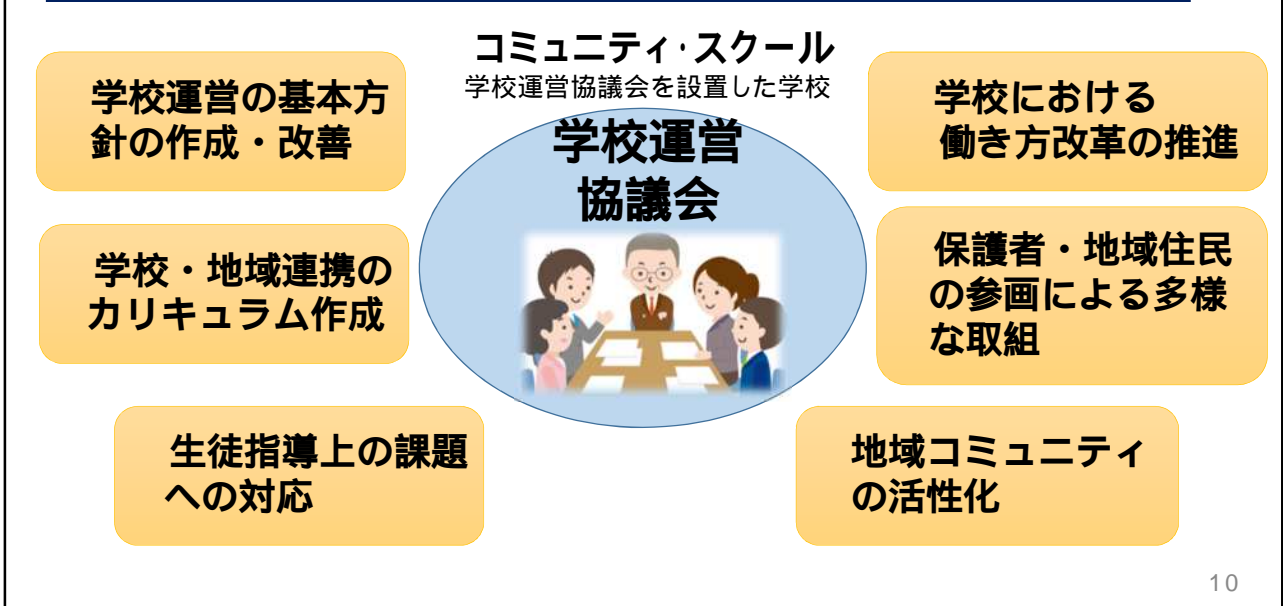 コミュニティ・スクール
学校運営協議会を設置した学校
学校運営
協議会
学校運営の基本方
針の作成・改善
学校・地域連携の
カリキュラム作成
生徒指導上の課題
への対応
学校における
働き方改革の推進
保護者・地域住民
の参画による多様
な取組
地域コミュニティ
の活性化
10